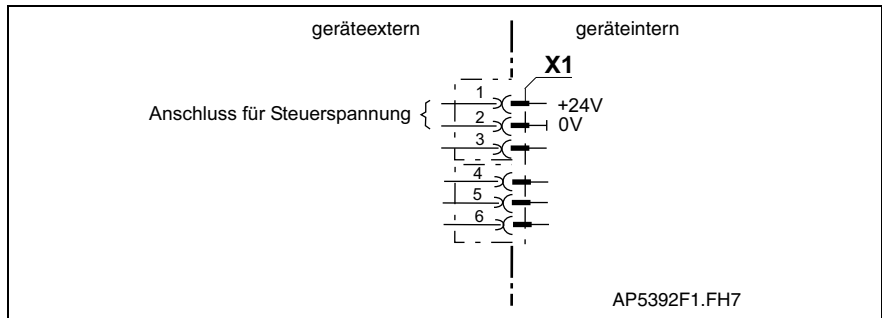 geräteextern geräteintern
X1
Anschluss für Steuerspannung
1 +24V
2 0V
3
4
5
6
AP5392F1.FH7